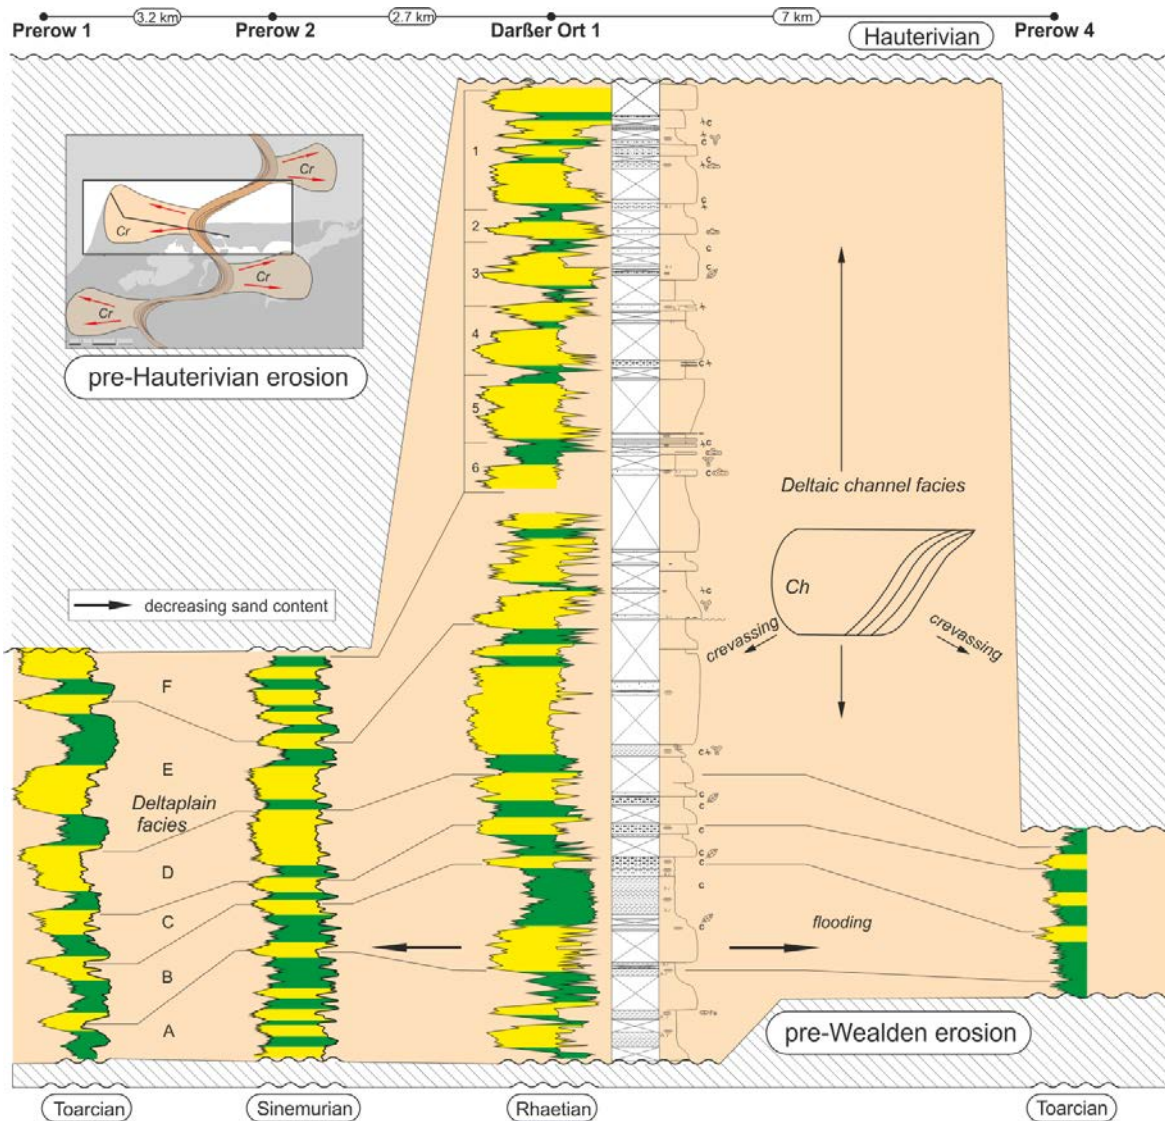 3.2 km
2.7 km
7 km
Prerow 1
Prerow 2
Darßer Ort 1
Hauterivian
Prerow 4
Cr
Cr
Cr
Cr
pre-Hauterivian erosion
decreasing sand content
1
2
3
4
5
6
Deltaic channel facies
Ch
crevassing
crevassing
F
E
Deltaplain
facies
D
C
B
A
flooding
pre-Wealden erosion
Toarcian
Sinemurian
Rhaetian
Toarcian